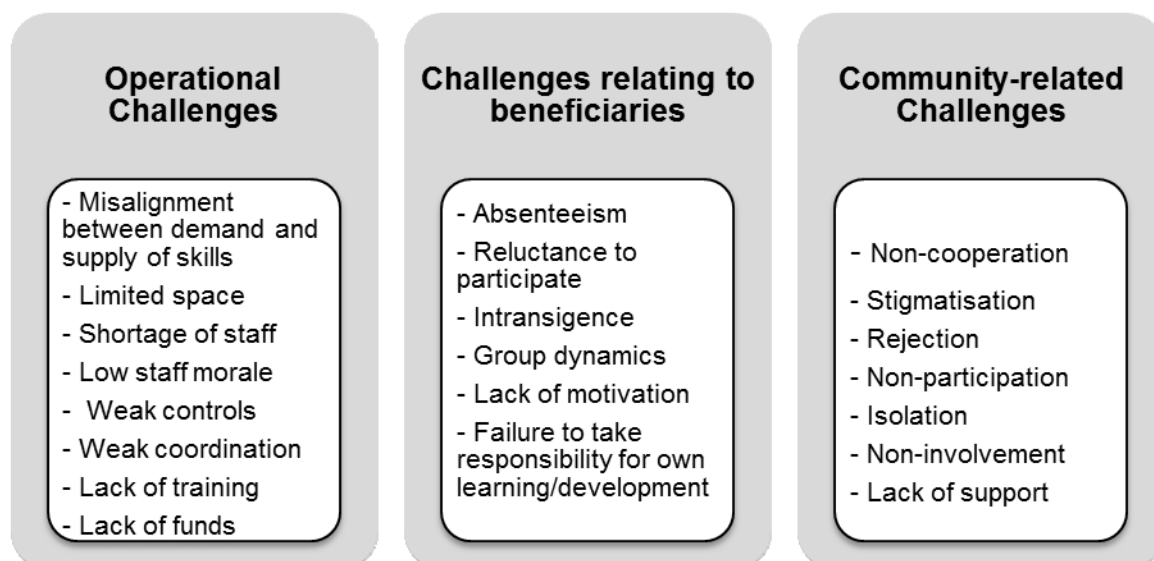 Operational
Challenges
- Misalignment
between demand and
supply of skills
- Limited space
- Shortage of staff
- Low staff morale
- Weak controls
- Weak coordination
- Lack of training
- Lack of funds
Challenges relating to
beneficiaries
- Absenteeism
- Reluctance to
participate
- Intransigence
- Group dynamics
- Lack of motivation
- Failure to take
responsibility for own
learning/development
Community-related
Challenges
- Non-cooperation
- Stigmatisation
- Rejection
- Non-participation
- Isolation
- Non-involvement
- Lack of support